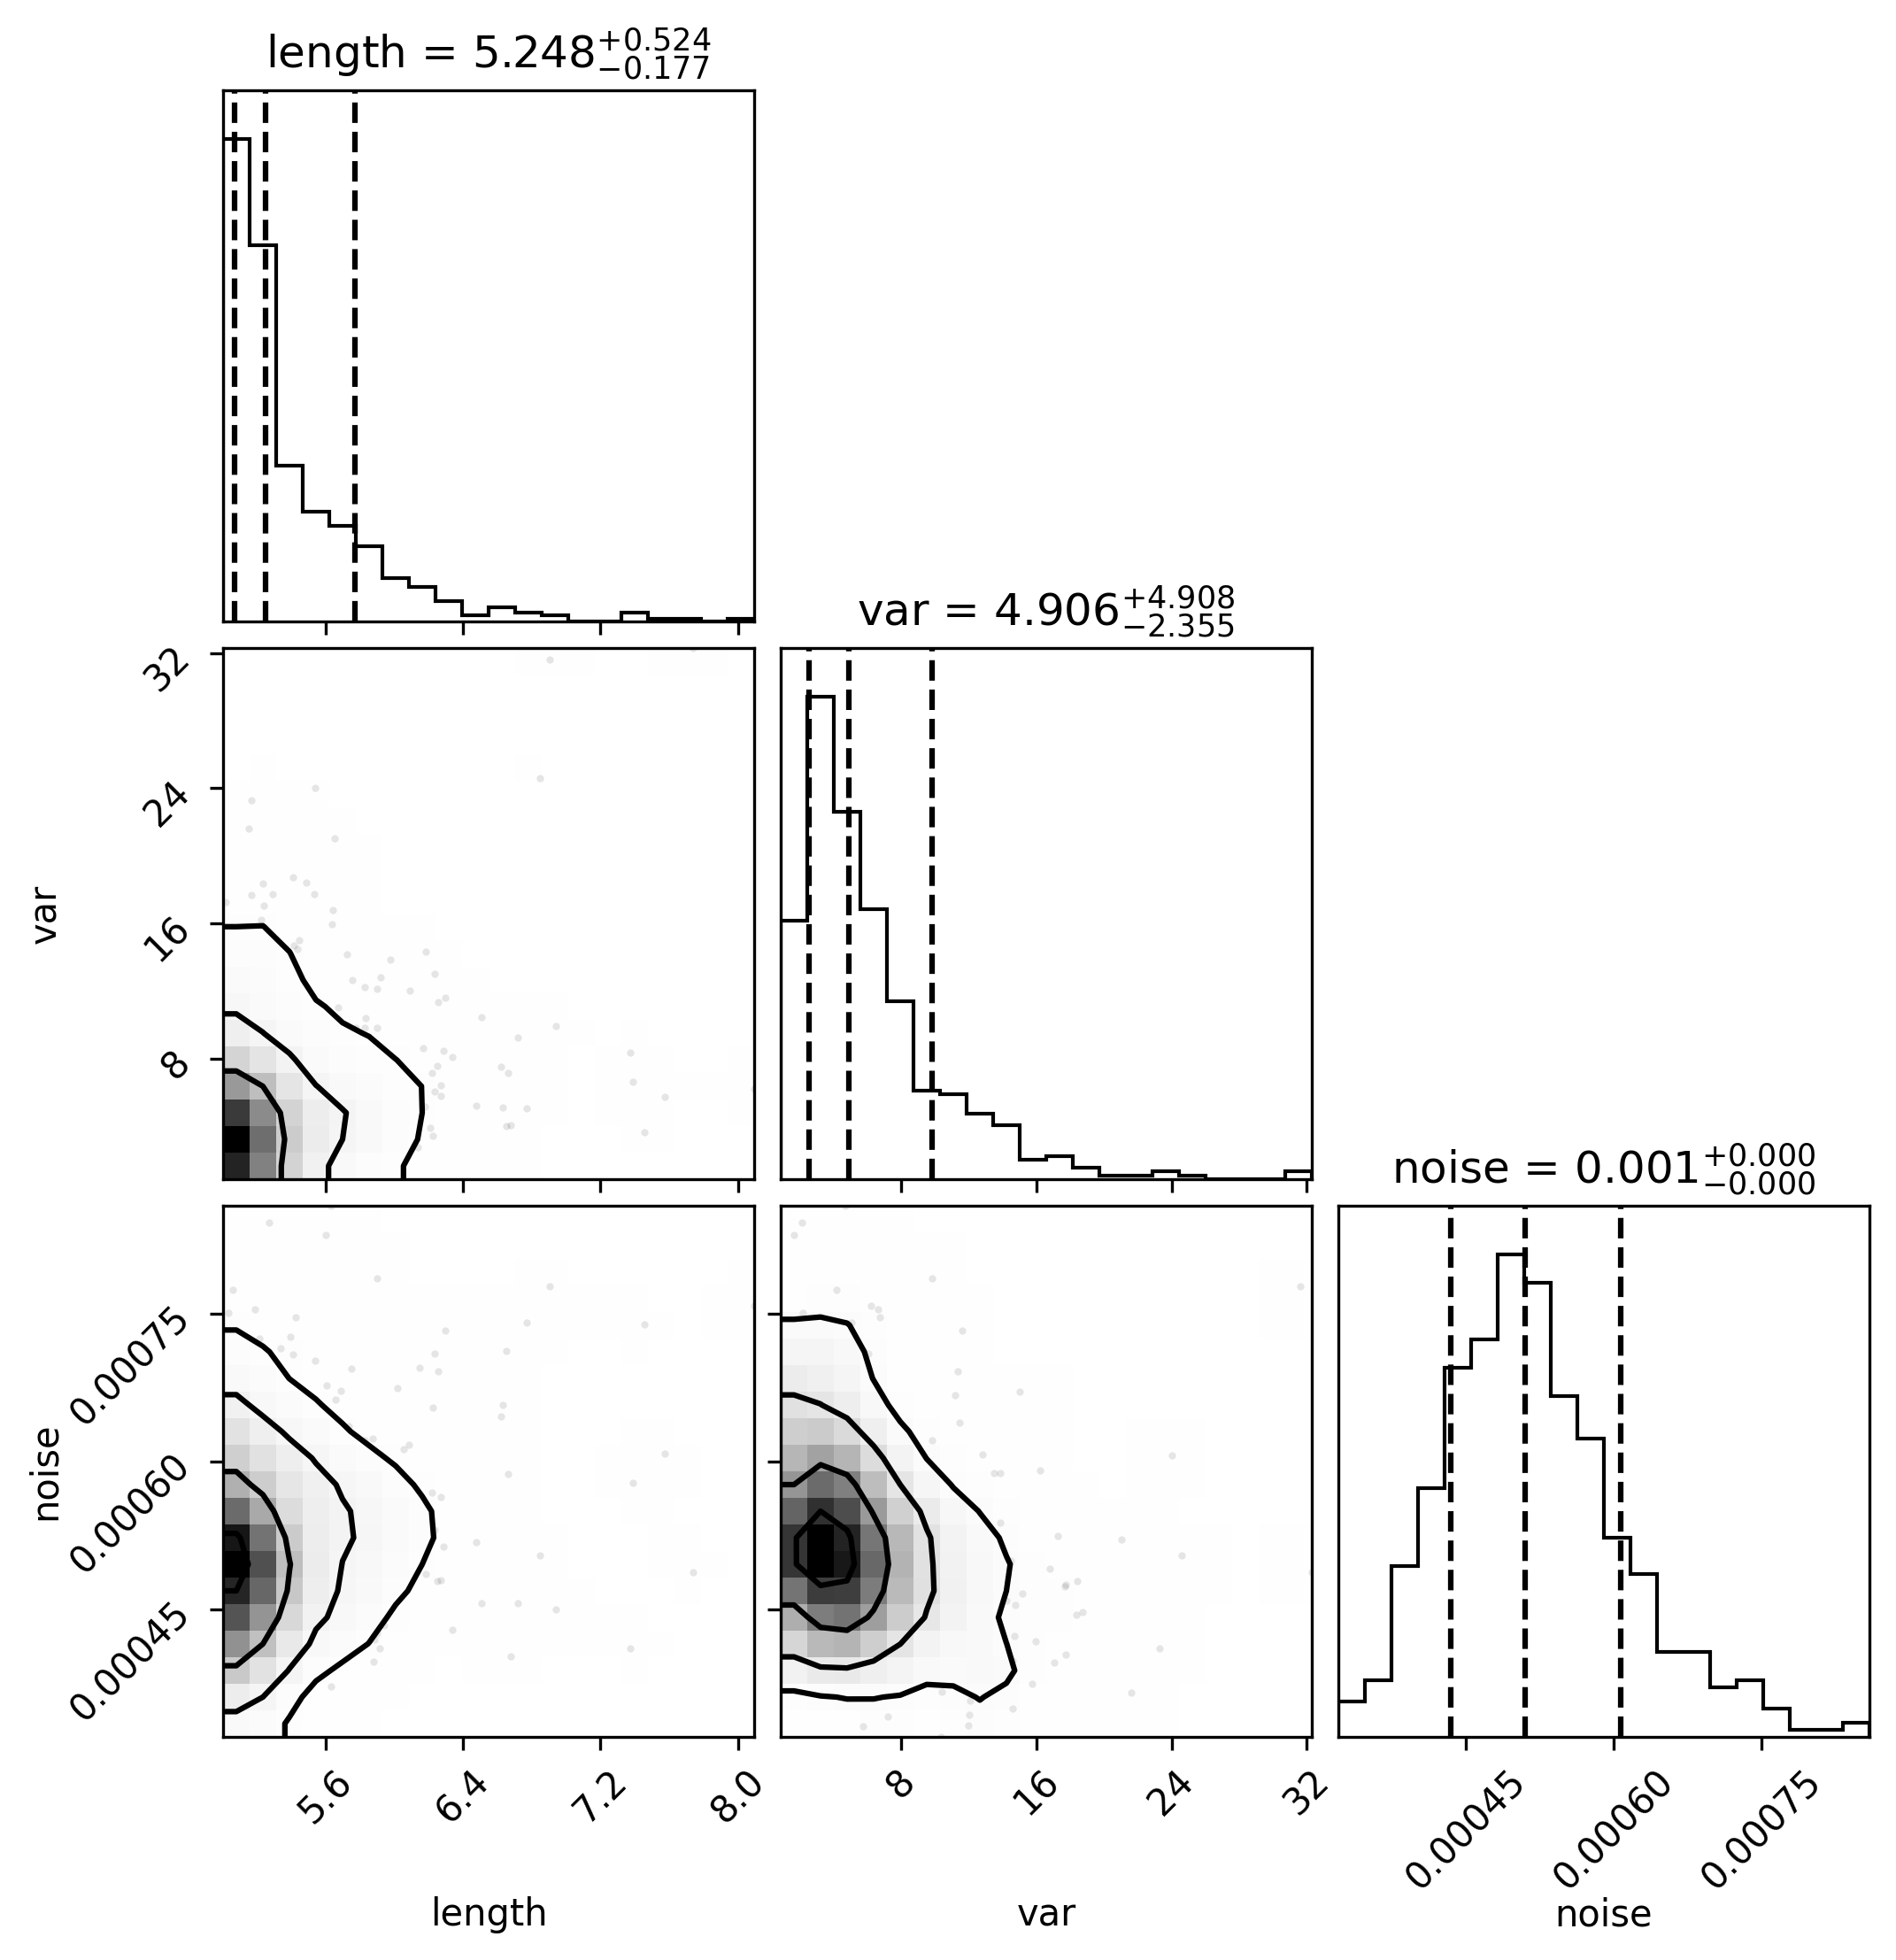 length = 5.248+0.524−0.177
var = 4.906+4.908−2.355
32
24
16
8
var
noise = 0.001+0.000−0.000
0.00075
0.00060
0.00045
noise
5.6 6.4 7.2 8.0
8 16 24 32
0.00045 0.00060 0.00075
length var noise